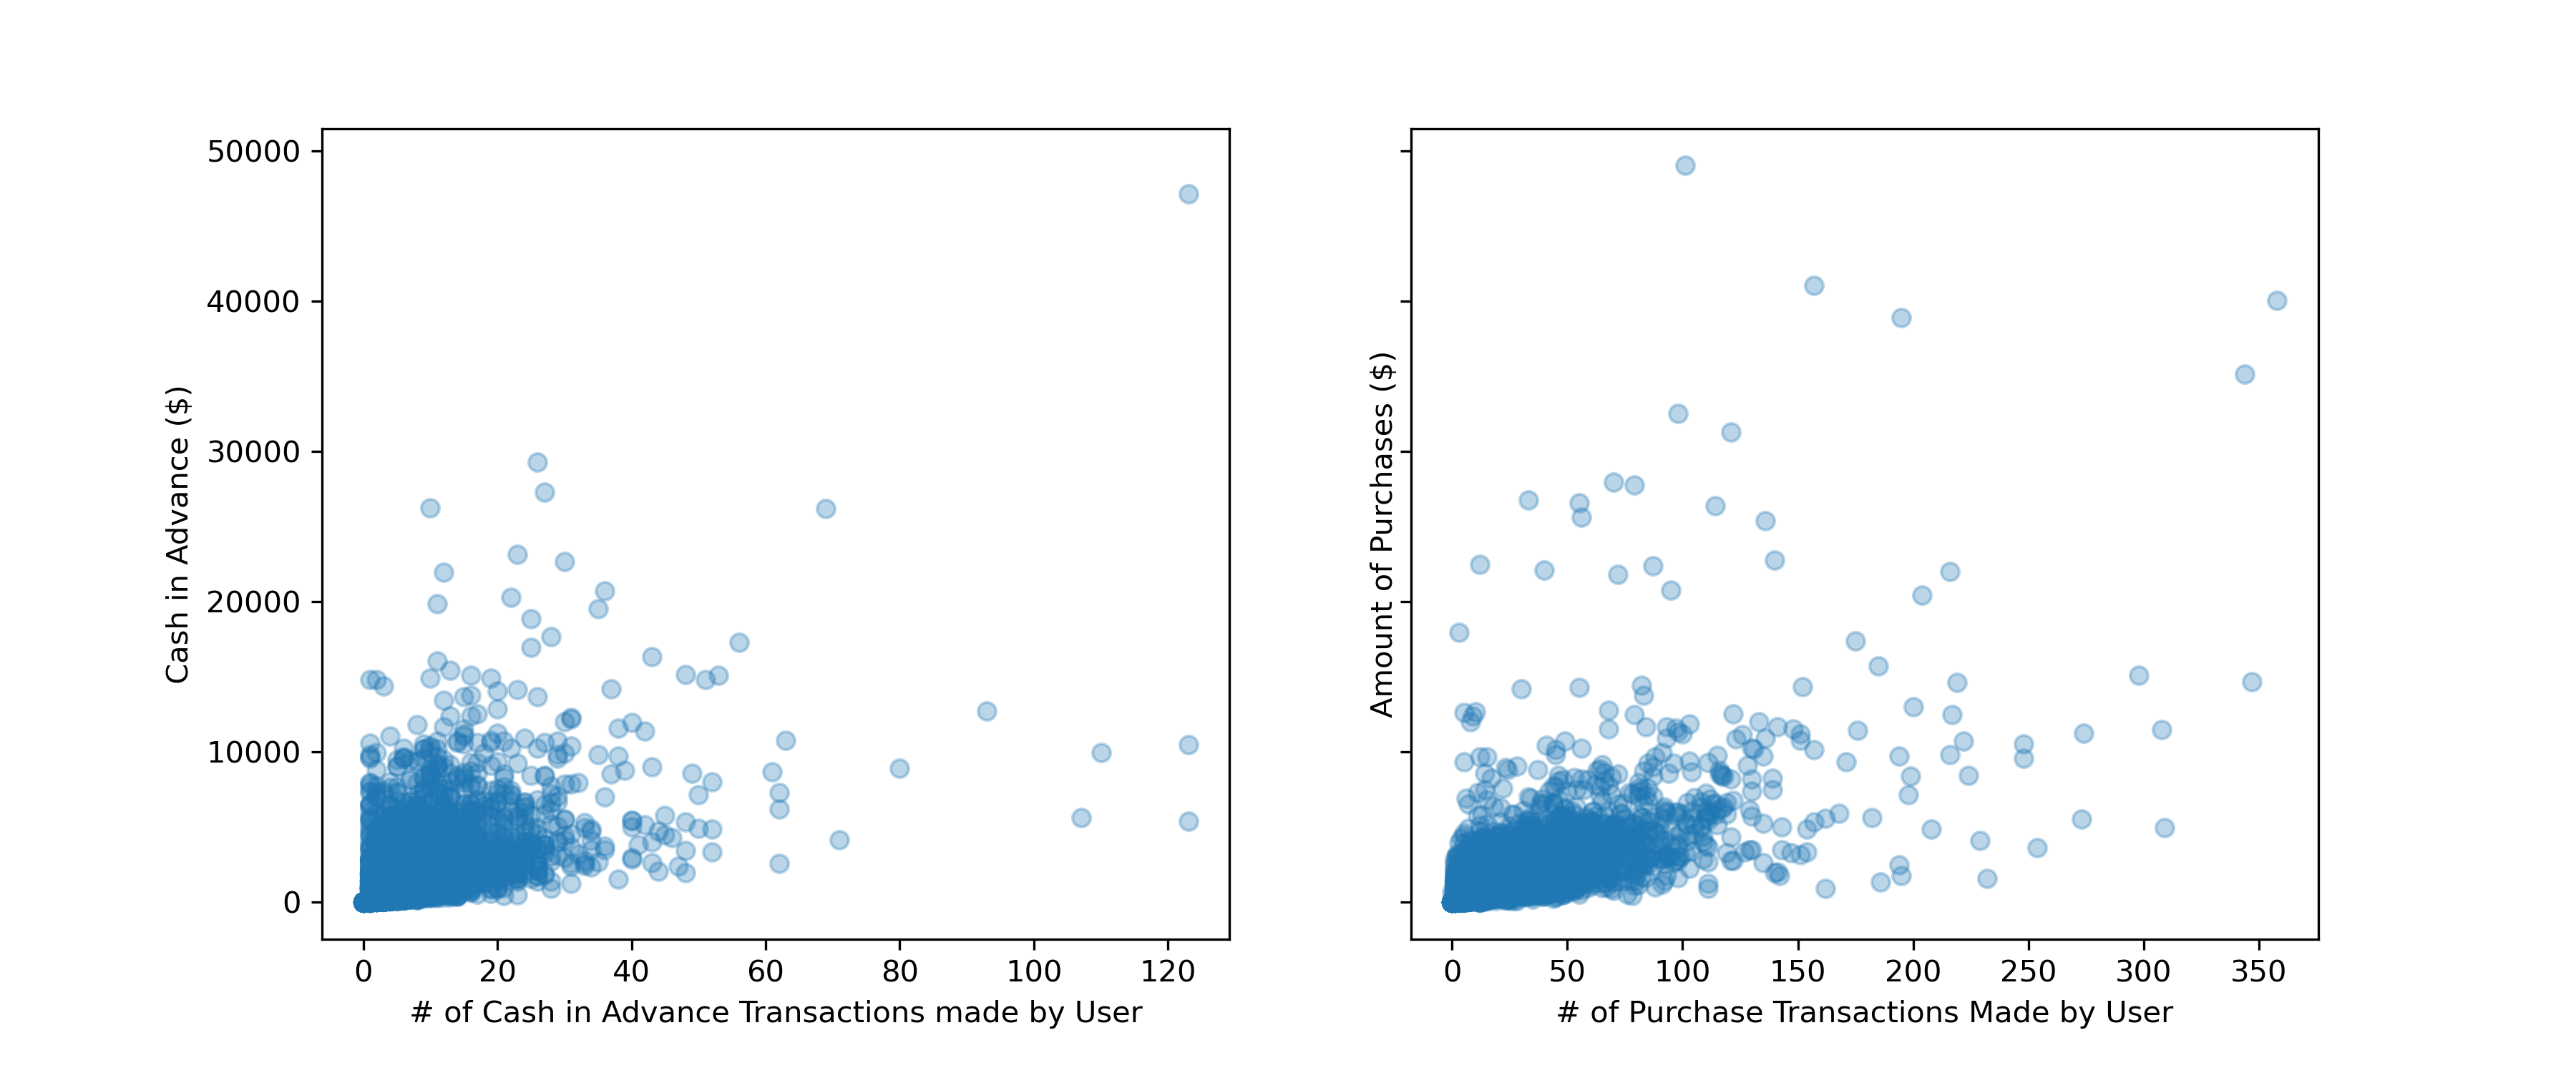 50000
40000
30000
20000
10000
0
Cash in Advance ($)
0 20 40 60 80 100 120
# of Cash in Advance Transactions made by User
Amount of Purchases ($)
0 50 100 150 200 250 300 350
# of Purchase Transactions Made by User